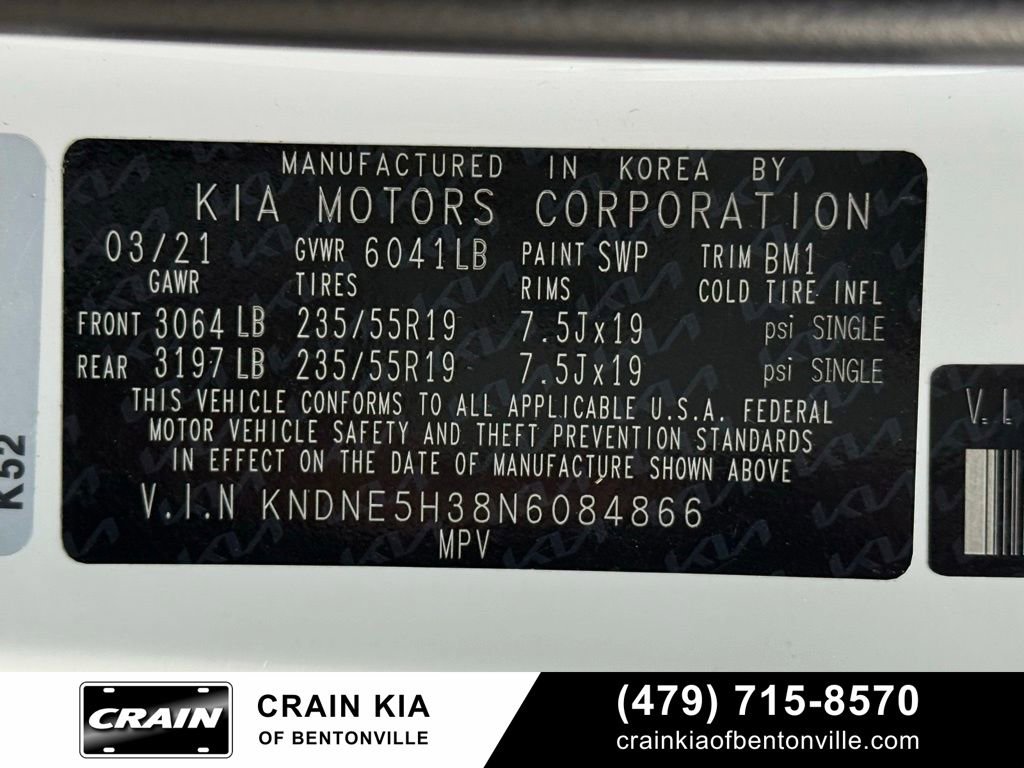 MANUFACTURED IN KOREA BY
KIA MOTORS CORPORATION
03/21 GVWR 6041LB PAINT SWP TRIM BM1
GAWR TIRES RIMS COLD TIRE INFL
FRONT 3064 LB 235/55R19 7.5Jx19 psi SINGLE
REAR 3197 LB 235/55R19 7.5Jx19 psi SINGLE
THIS VEHICLE CONFORMS TO ALL APPLICABLE U.S.A. FEDERAL
MOTOR VEHICLE SAFETY AND THEFT PREVENTION STANDARDS
IN EFFECT ON THE DATE OF MANUFACTURE SHOWN ABOVE
V.I.N KNDNE5H38N6084866
MPV
K52
V.I
CRAIN
CRAIN KIA
OF BENTONVILLE
(479) 715-8570
crainkiaofbentonville.com